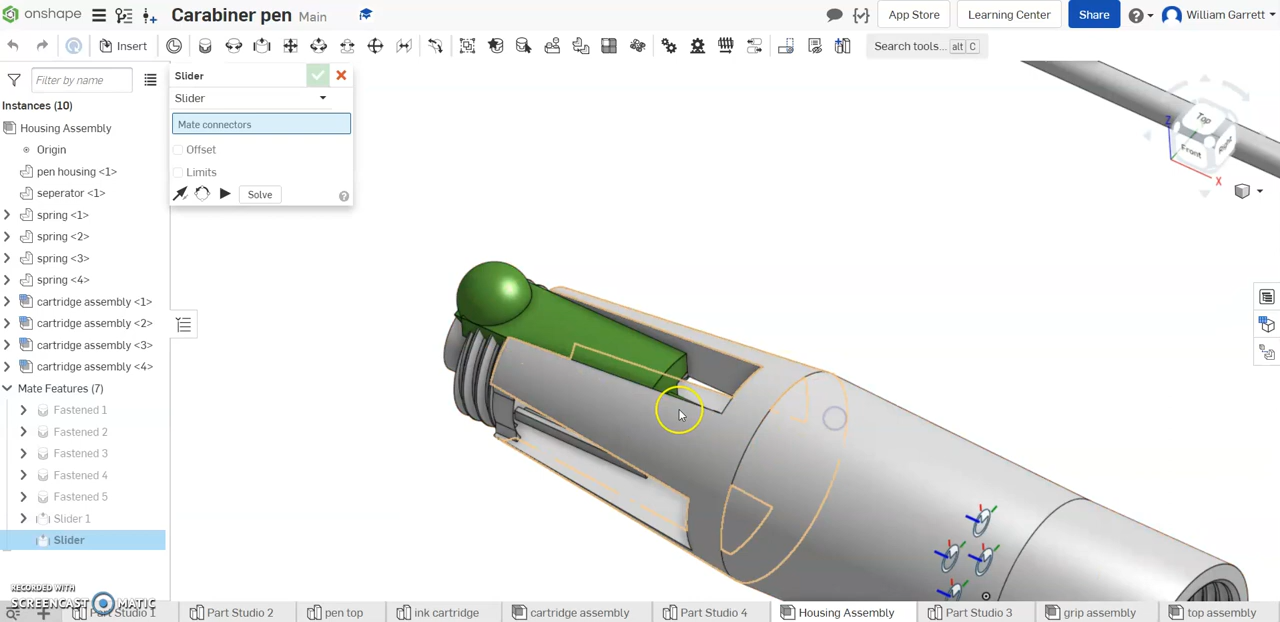 onshape
Carabiner pen Main
App Store
Learning Center
Share
William Garrett
Insert
Search tools... alt C
Filter by name
Instances (10)
Housing Assembly
Origin
pen housing <1>
seperator <1>
spring <1>
spring <2>
spring <3>
spring <4>
cartridge assembly <1>
cartridge assembly <2>
cartridge assembly <3>
cartridge assembly <4>
Mate Features (7)
Fastened 1
Fastened 2
Fastened 3
Fastened 4
Fastened 5
Slider 1
Slider
Slider
Slider
Mate connectors
Offset
Limits
Solve
Top
Front
Right
Z
X
RECORDED WITH
SCREENCAST MATIC
Part Studio 1
Part Studio 2
pen top
ink cartridge
cartridge assembly
Part Studio 4
Housing Assembly
Part Studio 3
grip assembly
top assembly